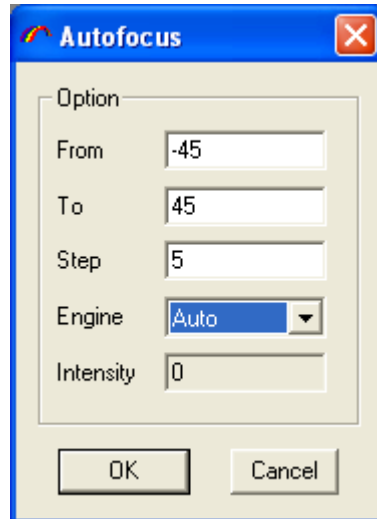 Autofocus
Option
From -45
To 45
Step 5
Engine Auto
Intensity 0
OK Cancel